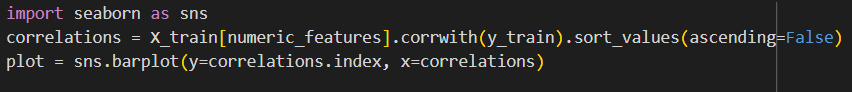 import seaborn as sns
correlations = X_train[numeric_features].corrwith(y_train).sort_values(ascending=False)
plot = sns.barplot(y=correlations.index, x=correlations)